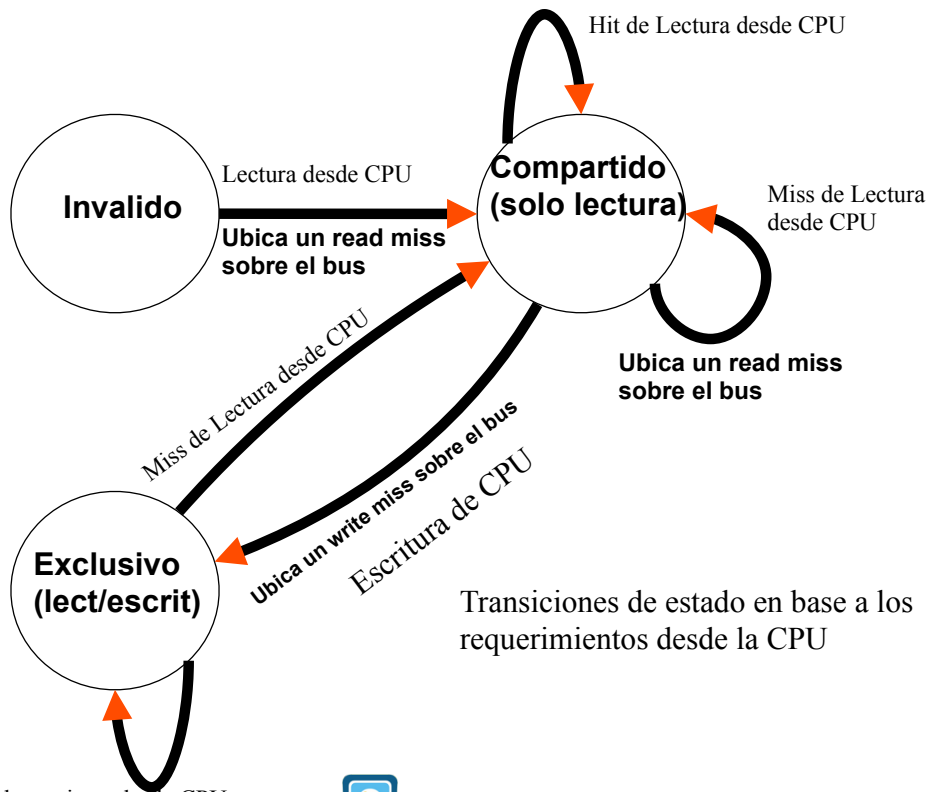 Hit de Lectura desde CPU
Compartido
(solo lectura)
Lectura desde CPU
Invalido
Miss de Lectura
desde CPU
Ubica un read miss
sobre el bus
Ubica un read miss
sobre el bus
Miss de Lectura desde CPU
Ubica un write miss sobre el bus
Escritura de CPU
Exclusivo
(lect/escrit)
Transiciones de estado en base a los
requerimientos desde la CPU
CPU